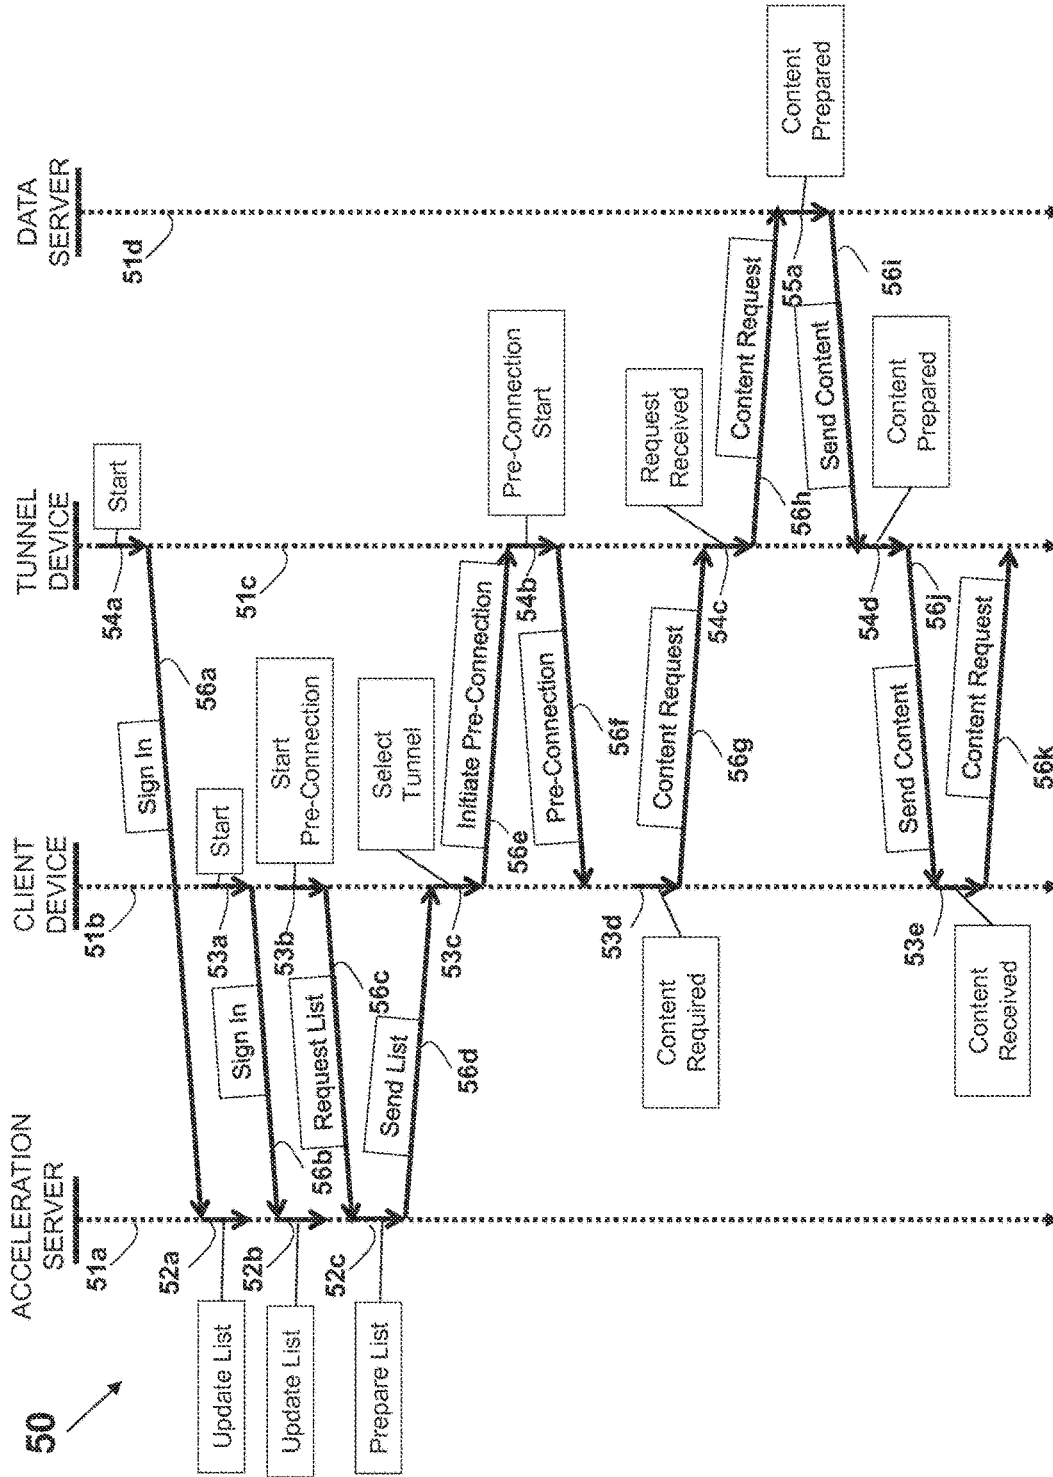 50
ACCELERATION
SERVER
CLIENT
DEVICE
TUNNEL
DEVICE
DATA
SERVER
51a
51b
54a
Start
51d
Sign In
56a
52a
Update List
53a
Start
51c
Sign In
56b
52b
Update List
53b
Start
Pre-Connection
Request List
56c
52c
Prepare List
Send List
56d
Select
Tunnel
53c
Initiate Pre-Connection
56e
Pre-Connection
Start
54b
Pre-Connection
56f
53d
Content
Required
Content Request
56g
Request
Received
54c
Content Request
56h
55a
Content
Prepared
Send Content
56i
54d
Content
Prepared
Send Content
56j
53e
Content
Received
Content Request
56k